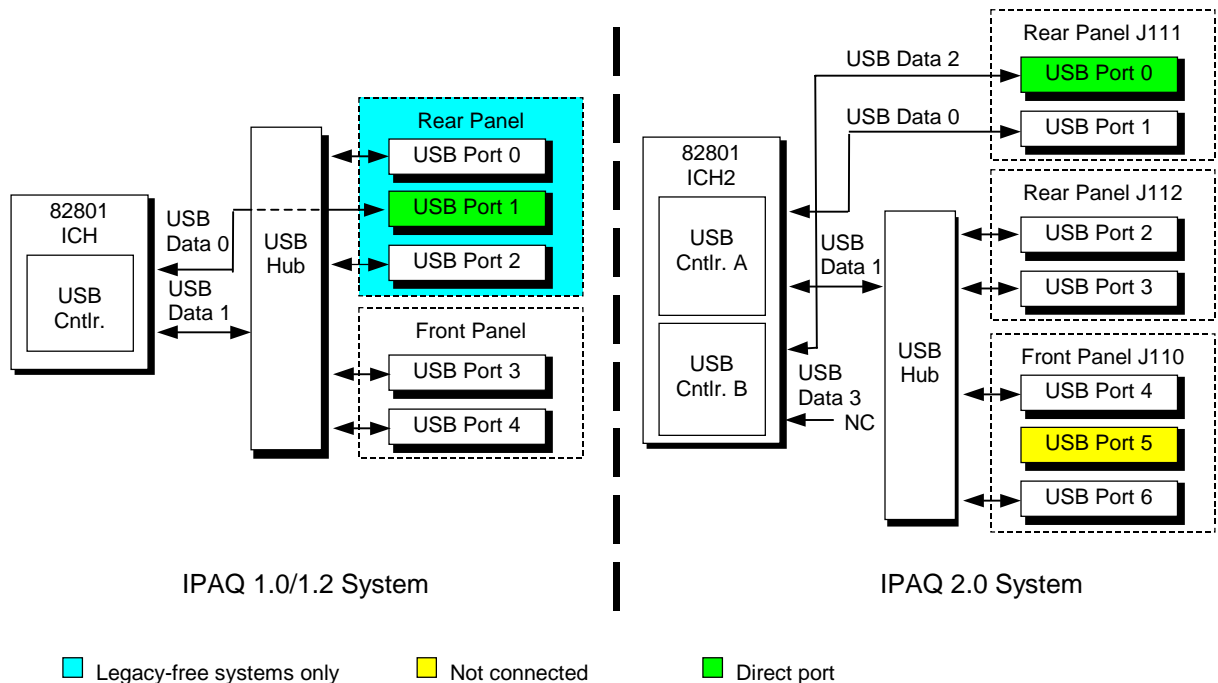 Rear Panel
USB Port 0
USB Port 1
USB Port 2
82801
ICH
USB
Cntlr.
USB
Data 0
USB
Data 1
USB
Hub
Front Panel
USB Port 3
USB Port 4
IPAQ 1.0/1.2 System
Rear Panel J111
USB Port 0
USB Port 1
USB Data 2
USB Data 0
82801
ICH2
USB
Cntlr. A
USB
Cntlr. B
USB
Data 1
USB
Data 3
NC
USB
Hub
Rear Panel J112
USB Port 2
USB Port 3
Front Panel J110
USB Port 4
USB Port 5
USB Port 6
IPAQ 2.0 System
Legacy-free systems only
Not connected
Direct port